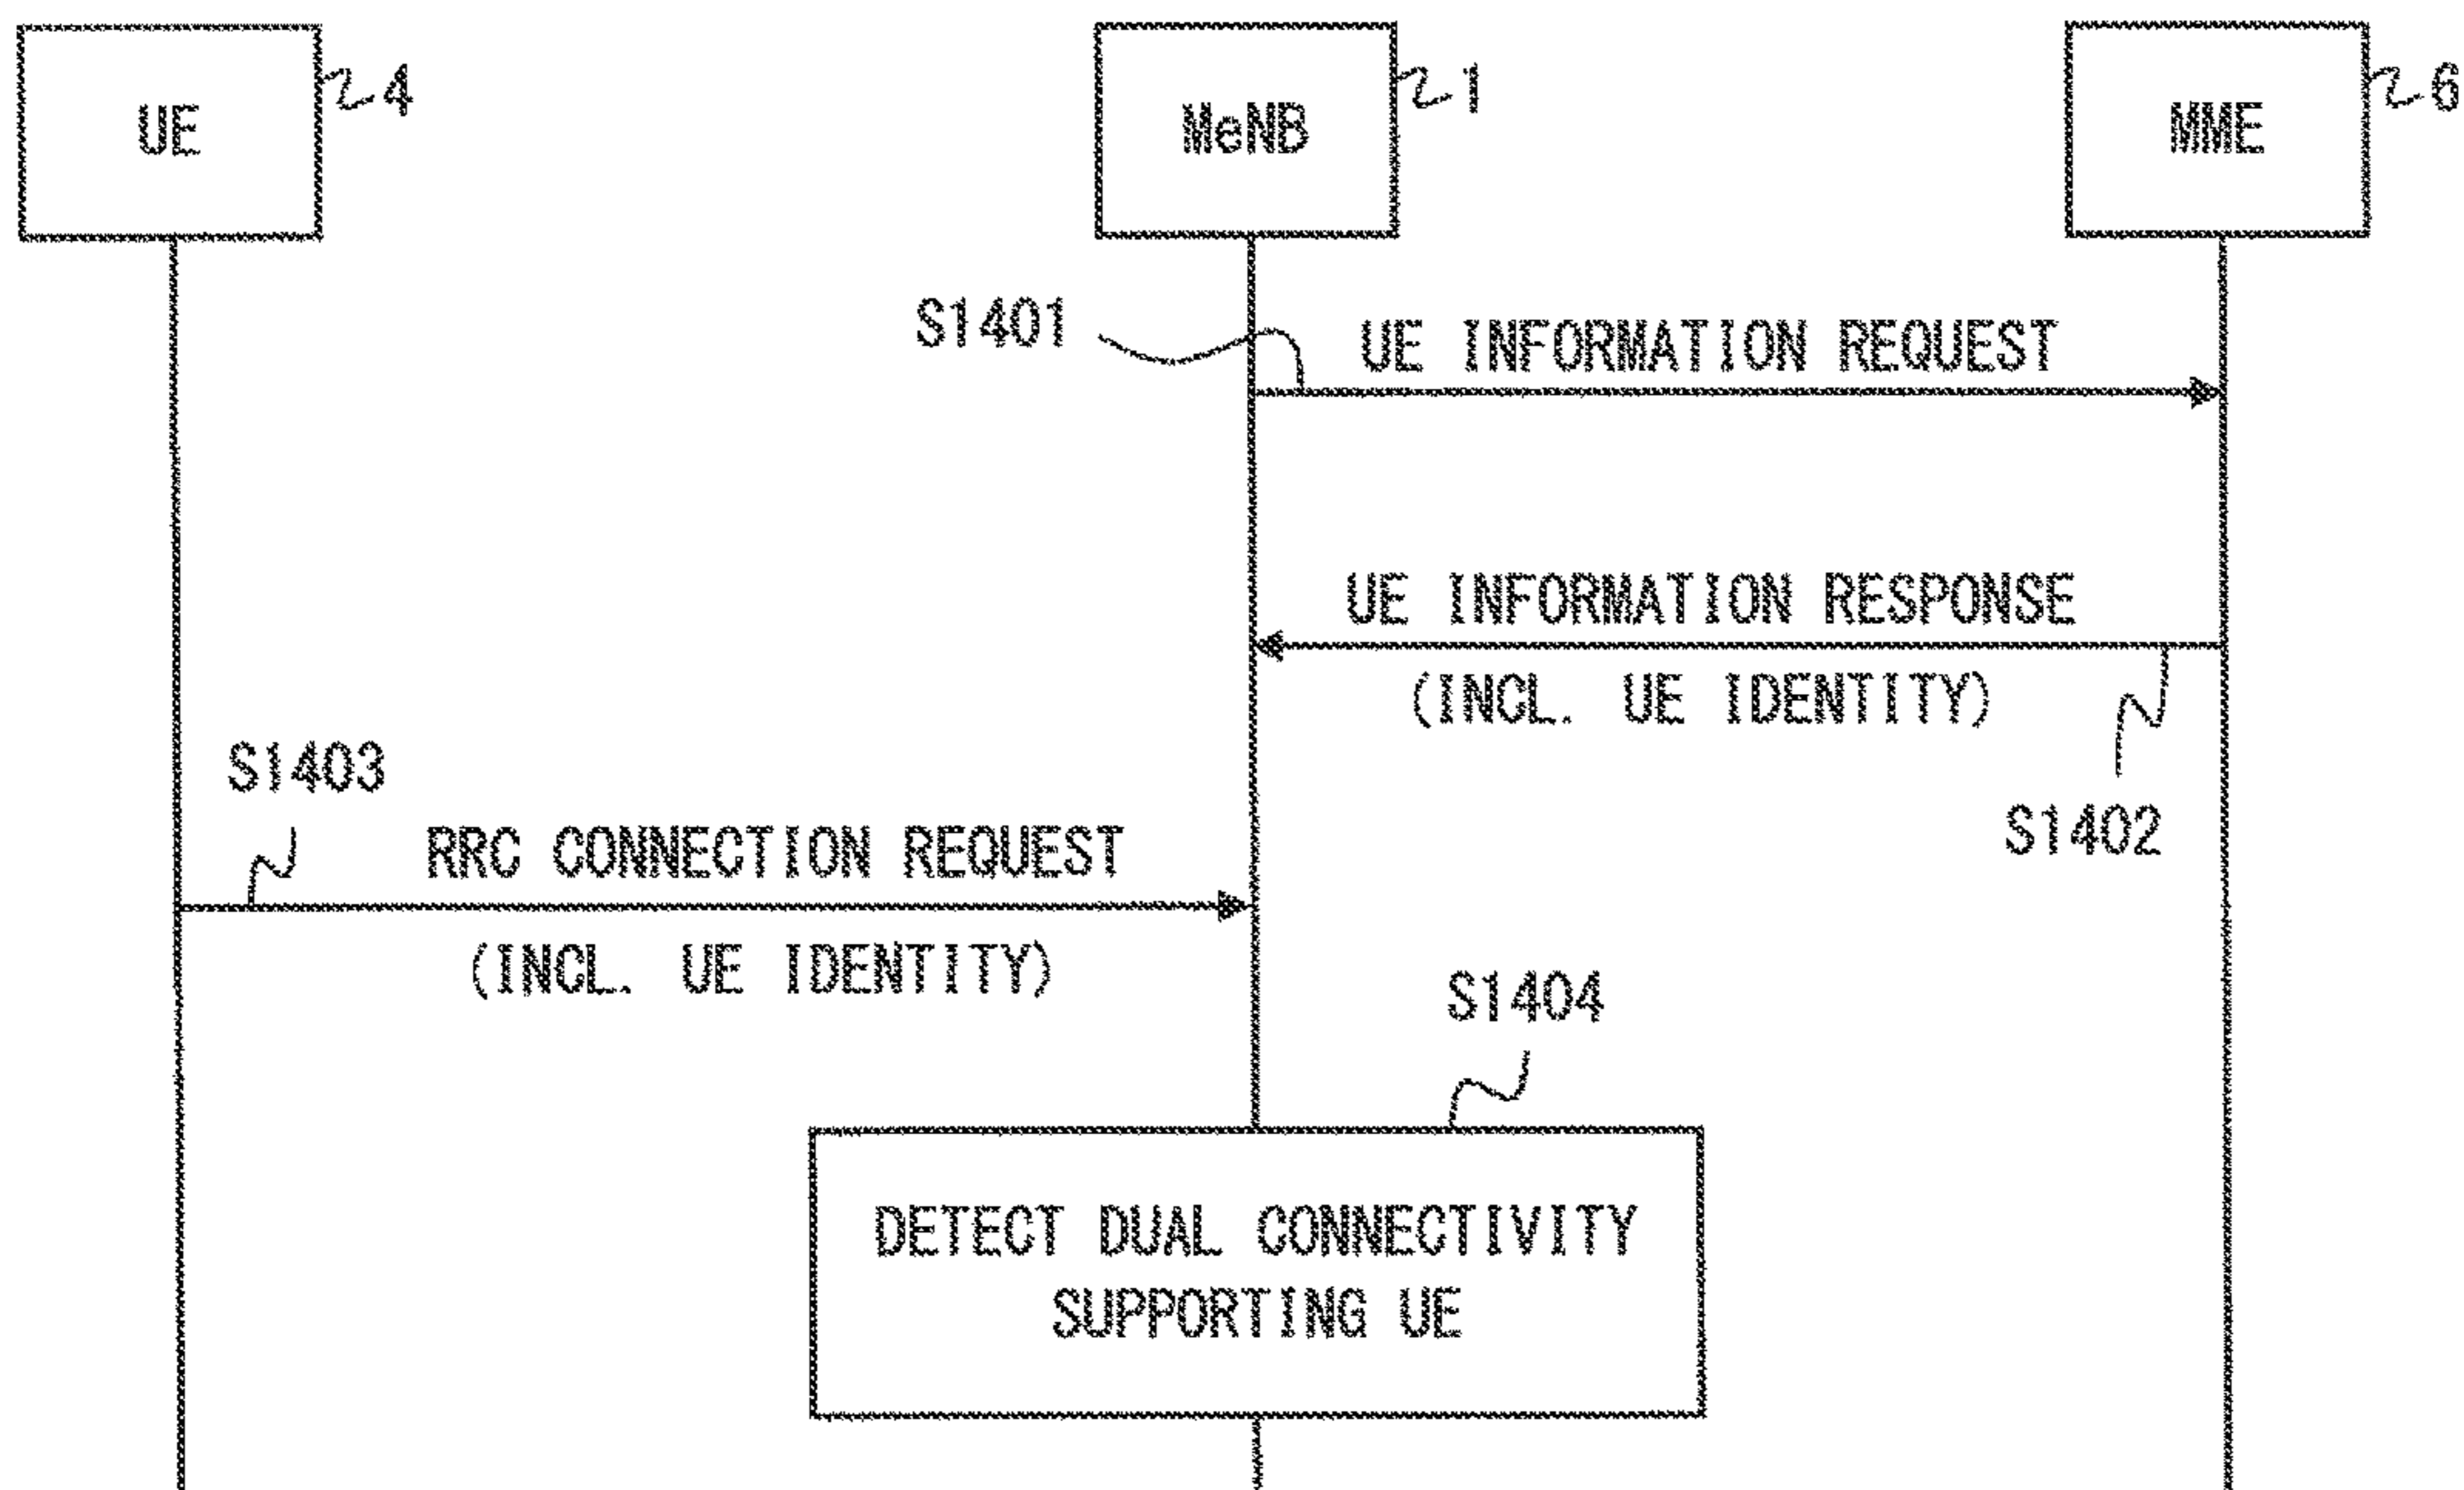 UE
4
MeNB
1
MME
6
S1401
UE INFORMATION REQUEST
UE INFORMATION RESPONSE
(INCL. UE IDENTITY)
S1402
S1403
RRC CONNECTION REQUEST
(INCL. UE IDENTITY)
S1404
DETECT DUAL CONNECTIVITY
SUPPORTING UE